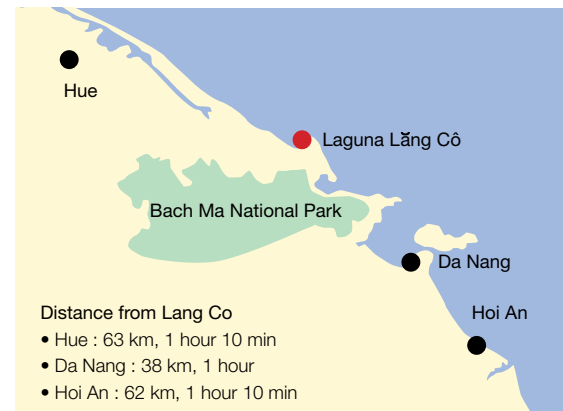 Hue
Laguna Lăng Cô
Bach Ma National Park
Da Nang
Hoi An
Distance from Lang Co
• Hue : 63 km, 1 hour 10 min
• Da Nang : 38 km, 1 hour
• Hoi An : 62 km, 1 hour 10 min